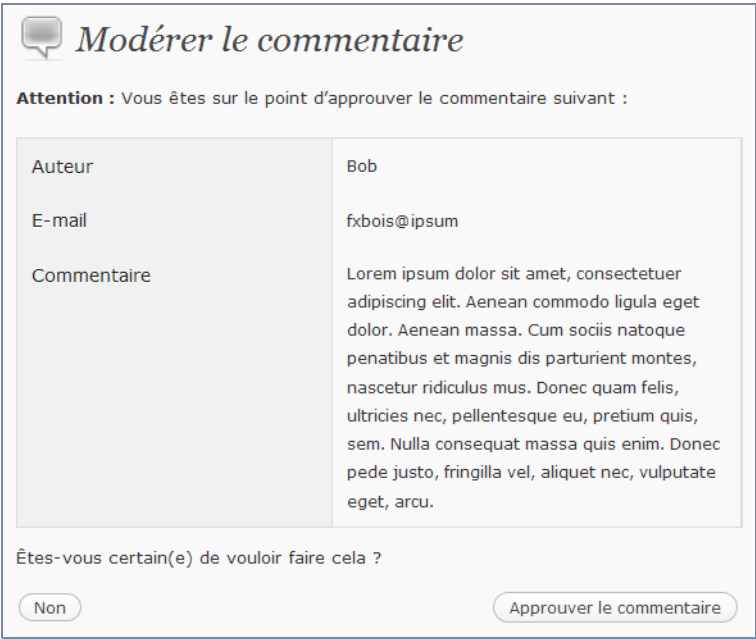 Modérer le commentaire
Attention : Vous êtes sur le point d’approuver le commentaire suivant :
Auteur
Bob
E-mail
fxbois@ipsum
Commentaire
Lorem ipsum dolor sit amet, consectetuer
adipiscing elit. Aenean commodo ligula eget
dolor. Aenean massa. Cum sociis natoque
penatibus et magnis dis parturient montes,
nascetur ridiculus mus. Donec quam felis,
ultricies nec, pellentesque eu, pretium quis,
sem. Nulla consequat massa quis enim. Donec
pede justo, fringilla vel, aliquet nec, vulputate
eget, arcu.
Êtes-vous certain(e) de vouloir faire cela ?
Non
Approuver le commentaire